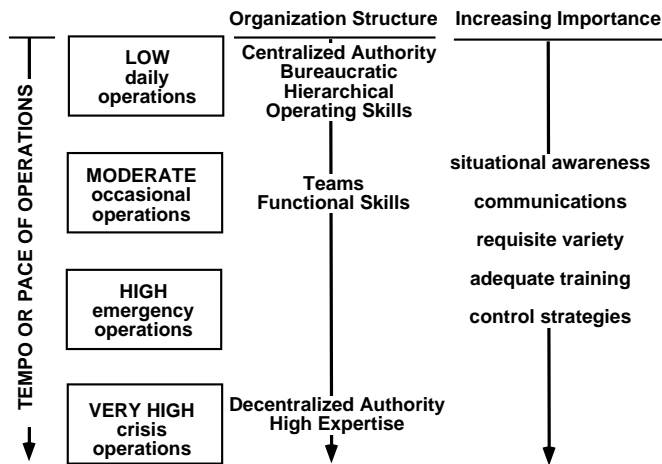 Organization Structure
Increasing Importance
TEMPO OR PACE OF OPERATIONS
LOW
daily
operations
Centralized Authority
Bureaucratic
Hierarchical
Operating Skills
MODERATE
occasional
operations
Teams
Functional Skills
situational awareness
communications
requisite variety
adequate training
control strategies
HIGH
emergency
operations
VERY HIGH
crisis
operations
Decentralized Authority
High Expertise